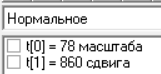 Нормальное
t[0] = 78 масштаба
t[1] = 860 сдвига